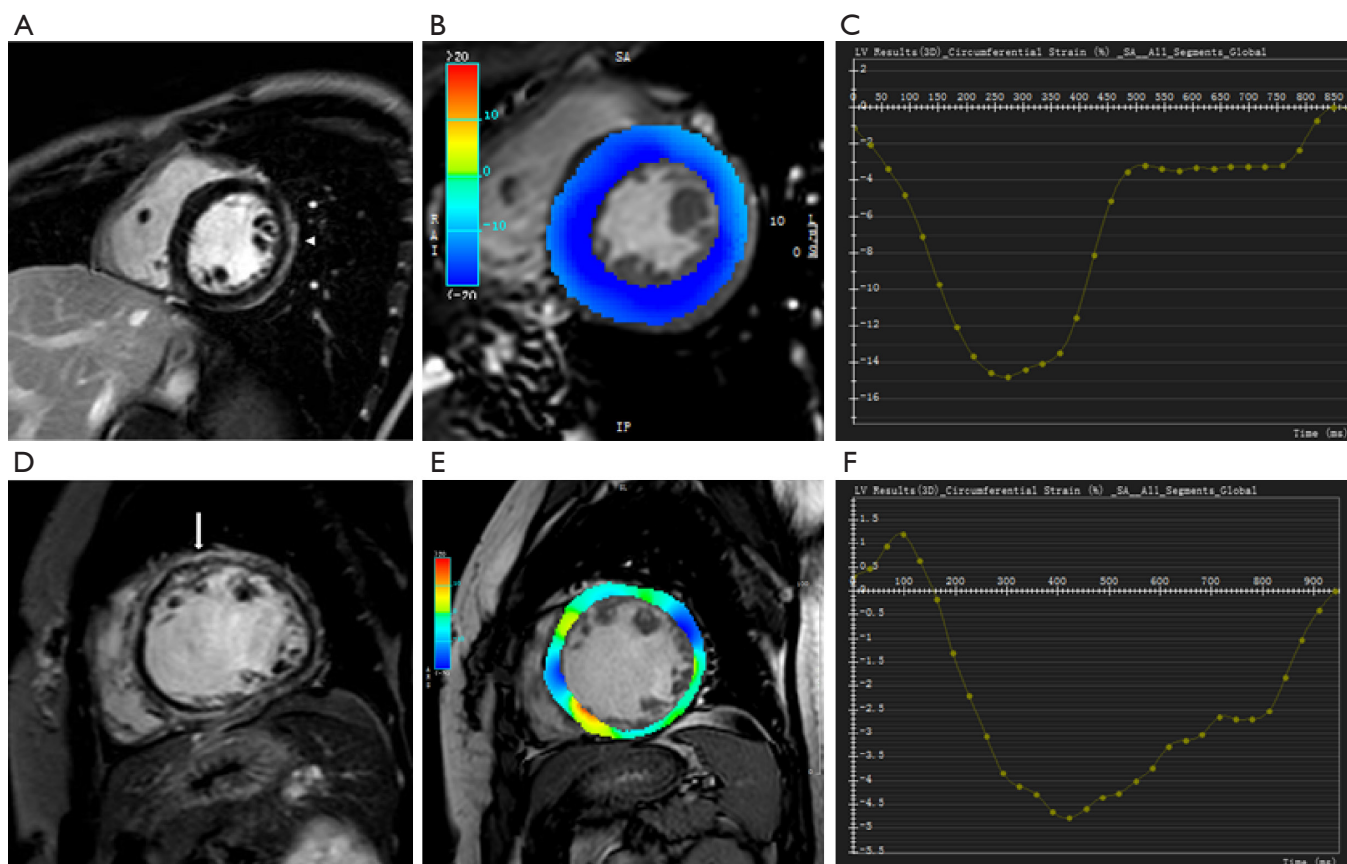 A
B
C
SA
≥20
10
0
-10
(-20
10
0
IP
LV Results(3D)_Circumferential Strain (%) _SA__All_Segments_Global
2
0 50 100 150 200 250 300 350 400 450 500 550 600 650 700 750 800 850
-2
-4
-6
-8
-10
-12
-14
-16
Time (ms)
D
E
F
≥20
LV Results(3D)_Circumferential Strain (%) _SA__All_Segments_Global
1.5
1
0.5
0 100 200 300 400 500 600 700 800 900
-0.5
-1
-1.5
-2
-2.5
-3
-3.5
-4
-4.5
-5
-5.5
Time (ms)